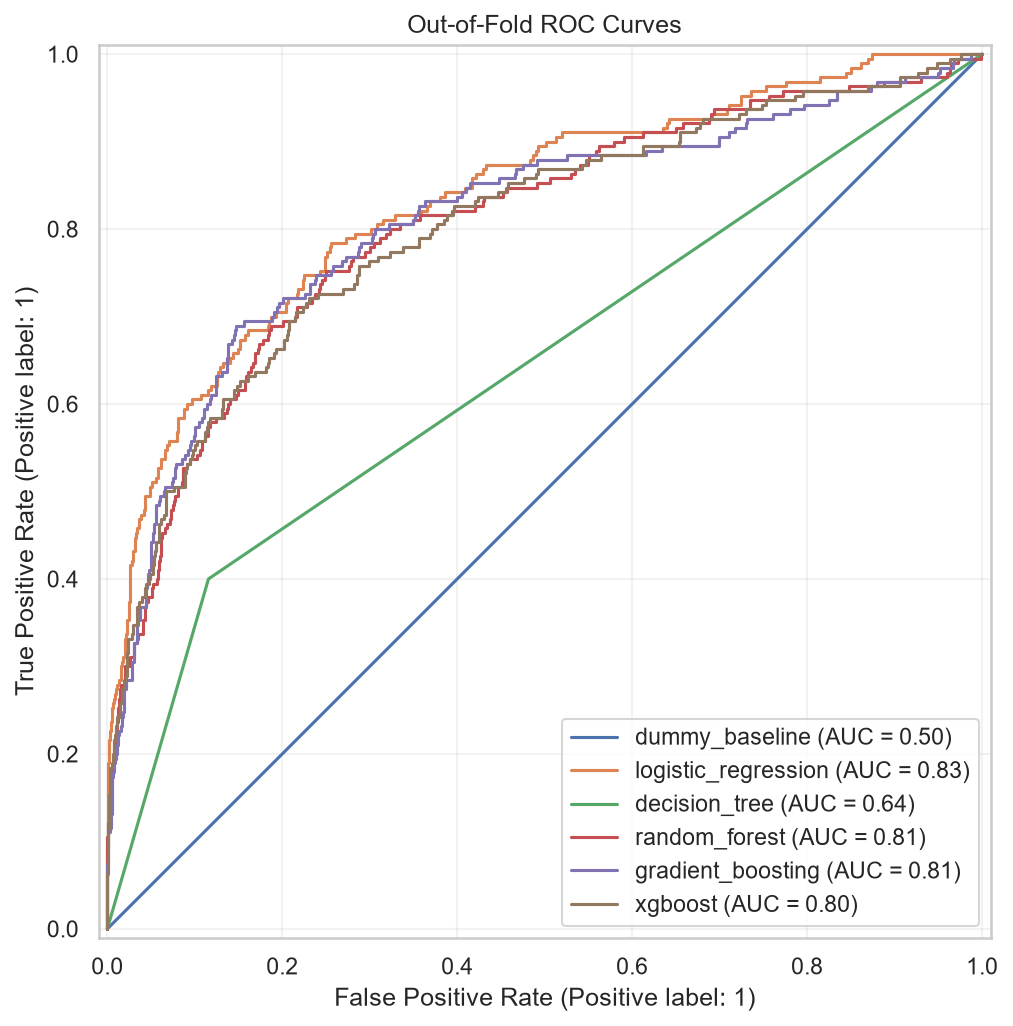 Out-of-Fold ROC Curves
True Positive Rate (Positive label: 1)
1.0
0.8
0.6
0.4
0.2
0.0
dummy_baseline (AUC = 0.50)
logistic_regression (AUC = 0.83)
decision_tree (AUC = 0.64)
random_forest (AUC = 0.81)
gradient_boosting (AUC = 0.81)
xgboost (AUC = 0.80)
0.0 0.2 0.4 0.6 0.8 1.0
False Positive Rate (Positive label: 1)